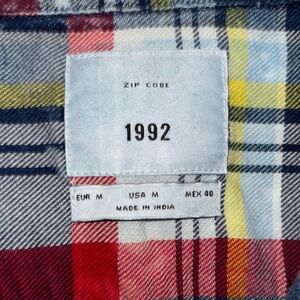 ZIP CODE
1992
EUR M USA M MEX 40
MADE IN INDIA